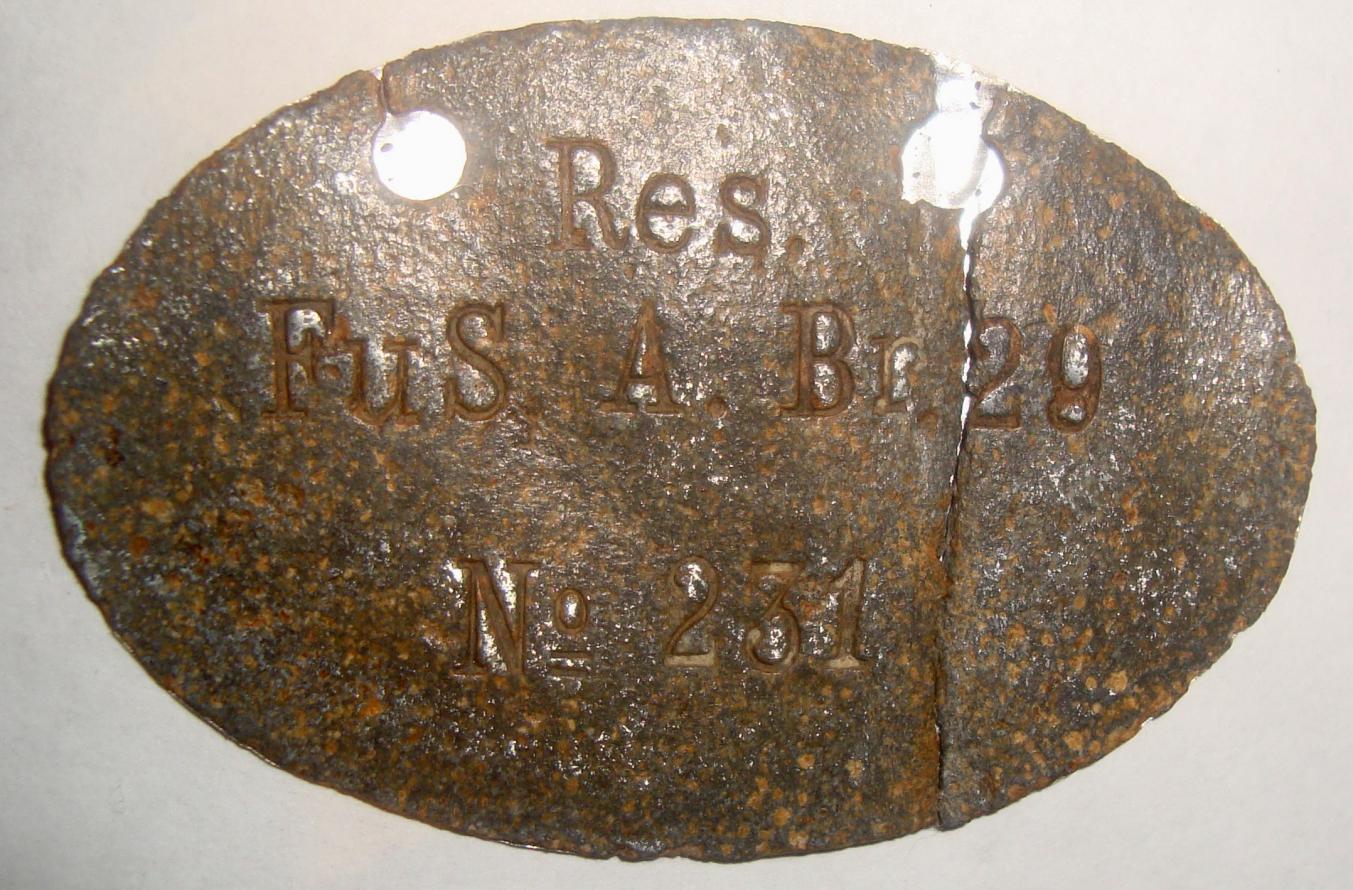 Res.
FuS. A. Br. 29
Nº 231